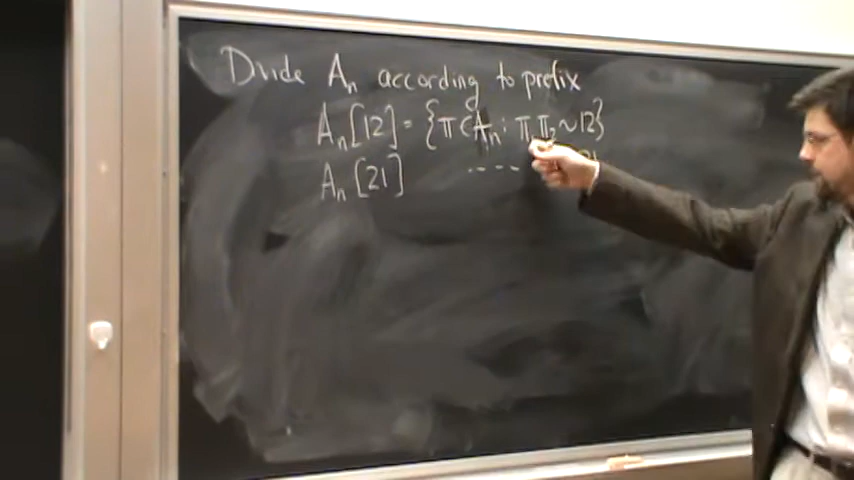 Divide Aₙ according to prefix
Aₙ[12] = {π ∈ Aₙ : π₁π₂ ~ 12}
Aₙ[21] - - - -